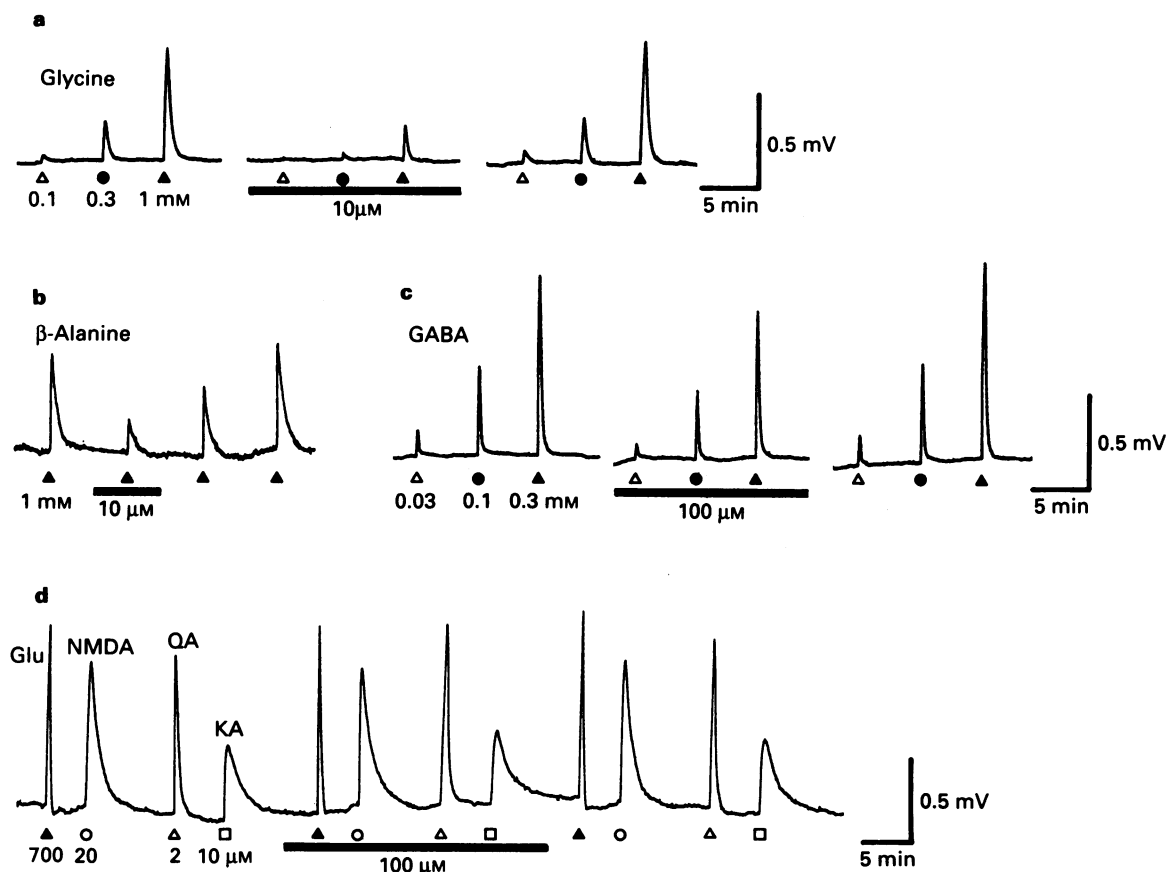 a
Glycine
0.5 mV
0.1 0.3 1 mM
10μM
5 min
b
c
β-Alanine
GABA
0.5 mV
1 mM
10 μM
0.03 0.1 0.3 mM
100 μM
5 min
d
Glu NMDA QA
KA
0.5 mV
700 20 2 10 μM
100 μM
5 min